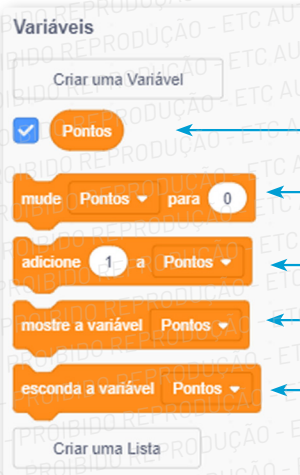 Variáveis
Criar uma Variável
Pontos
mude Pontos para 0
adicione 1 a Pontos
mostre a variável Pontos
esconda a variável Pontos
Criar uma Lista